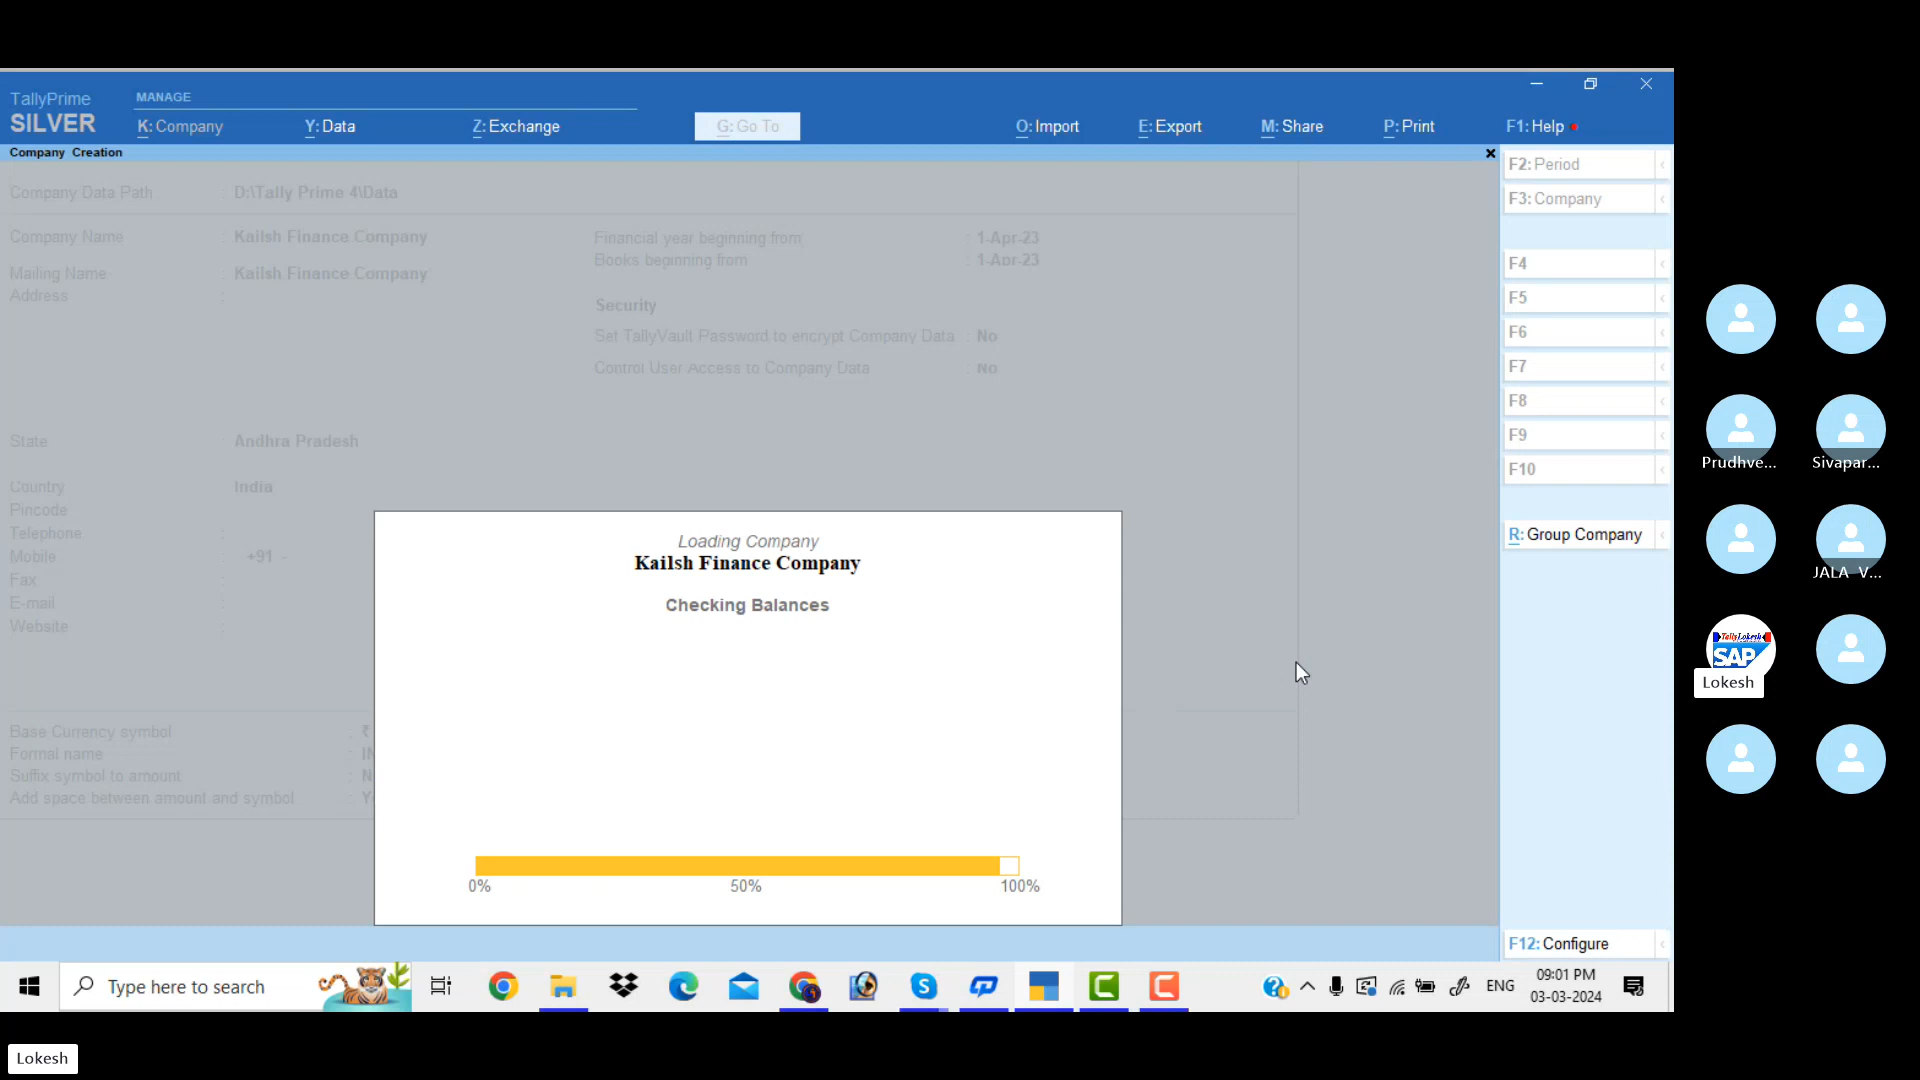 TallyPrime
SILVER
MANAGE
K: Company
Y: Data
Z: Exchange
G: Go To
O: Import
E: Export
M: Share
P: Print
F1: Help
Company Creation
Company Data Path : D:\Tally Prime 4\Data
Company Name : Kailsh Finance Company
Mailing Name : Kailsh Finance Company
Address :
Financial year beginning from : 1-Apr-23
Books beginning from : 1-Apr-23
Security
Set TallyVault Password to encrypt Company Data : No
Control User Access to Company Data : No
State : Andhra Pradesh
Country : India
Pincode :
Telephone :
Mobile : +91 -
Fax :
E-mail :
Website :
Base Currency symbol : ₹
Formal name :
Suffix symbol to amount :
Add space between amount and symbol :
Loading Company
Kailsh Finance Company
Checking Balances
0%
50%
100%
F2: Period
F3: Company
F4
F5
F6
F7
F8
F9
F10
R: Group Company
F12: Configure
Prudhve...
Sivapar...
JALA V...
TallyLokesh
SAP
Lokesh
Type here to search
ENG
09:01 PM
03-03-2024
Lokesh